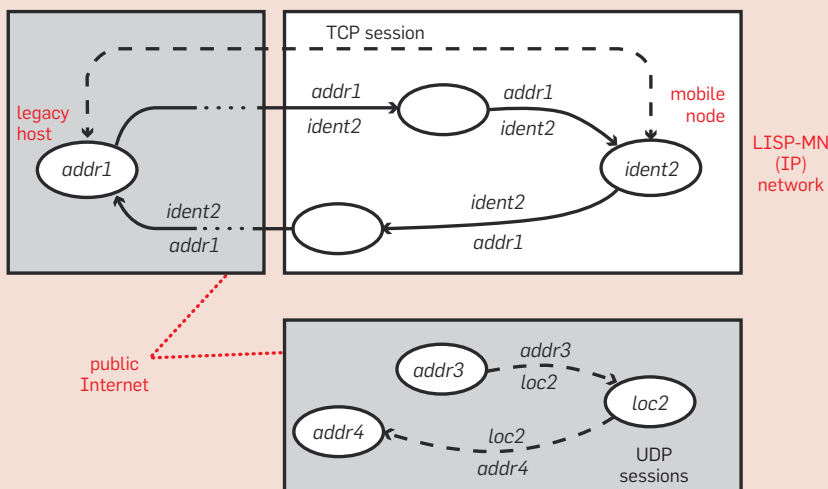 TCP session
legacy
host
addr1
addr1
ident2
addr1
ident2
mobile
node
ident2
LISP-MN
(IP)
network
ident2
addr1
ident2
addr1
public
Internet
addr3
addr3
loc2
loc2
addr4
loc2
addr4
UDP
sessions